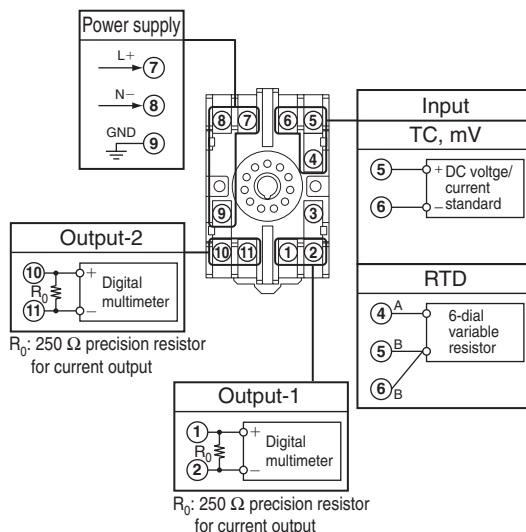 Power supply
L+
⑦
N−
⑧
GND
⑨
⑧ ⑦ ⑥ ⑤
④
⑨ ③
⑩ ⑪ ① ②
Input
TC, mV
⑤ + DC voltge/
current
⑥ − standard
RTD
④ A
6-dial
⑤ B variable
resistor
⑥ B
Output-2
⑩ +
R0 Digital
multimeter
⑪ −
R0: 250 Ω precision resistor
for current output
Output-1
① +
R0 Digital
multimeter
② −
R0: 250 Ω precision resistor
for current output